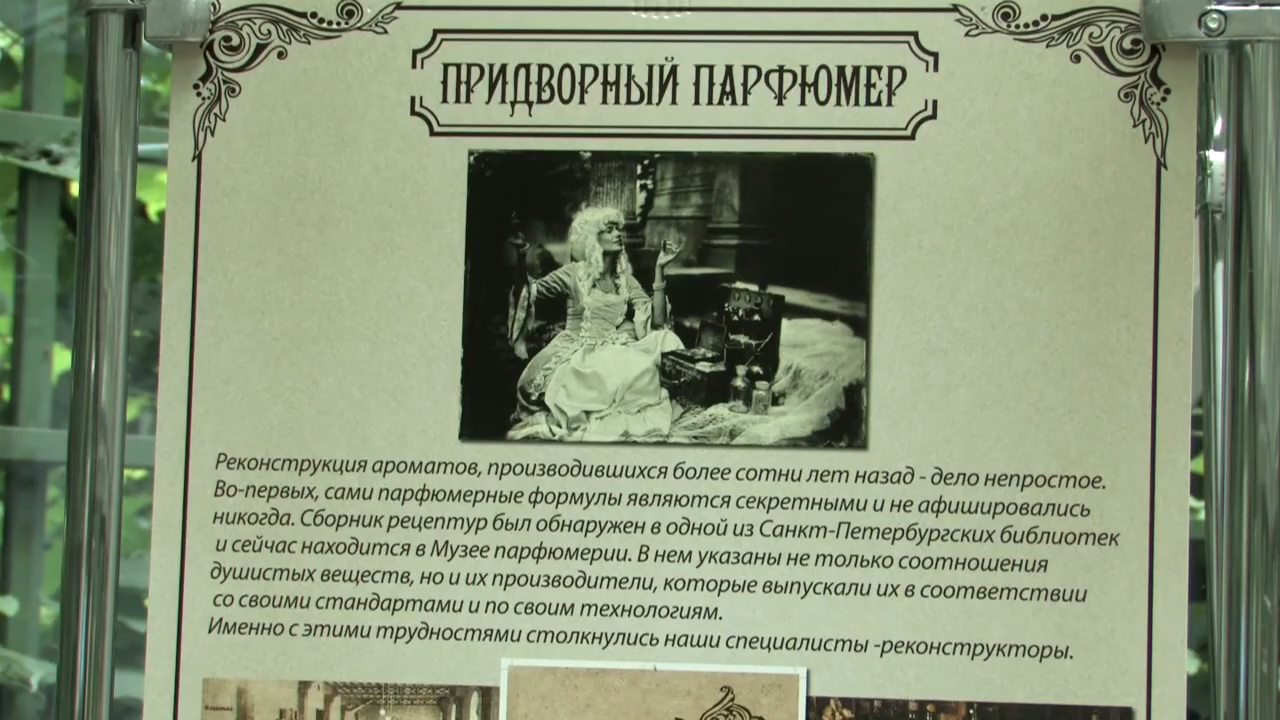 ПРИДВОРНЫЙ ПАРФЮМЕР
Реконструкция ароматов, производившихся более сотни лет назад - дело непростое.
Во-первых, сами парфюмерные формулы являются секретными и не афишировались
никогда. Сборник рецептур был обнаружен в одной из Санкт-Петербургских библиотек
и сейчас находится в Музее парфюмерии. В нем указаны не только соотношения
душистых веществ, но и их производители, которые выпускали их в соответствии
со своими стандартами и по своим технологиям.
Именно с этими трудностями столкнулись наши специалисты -реконструкторы.